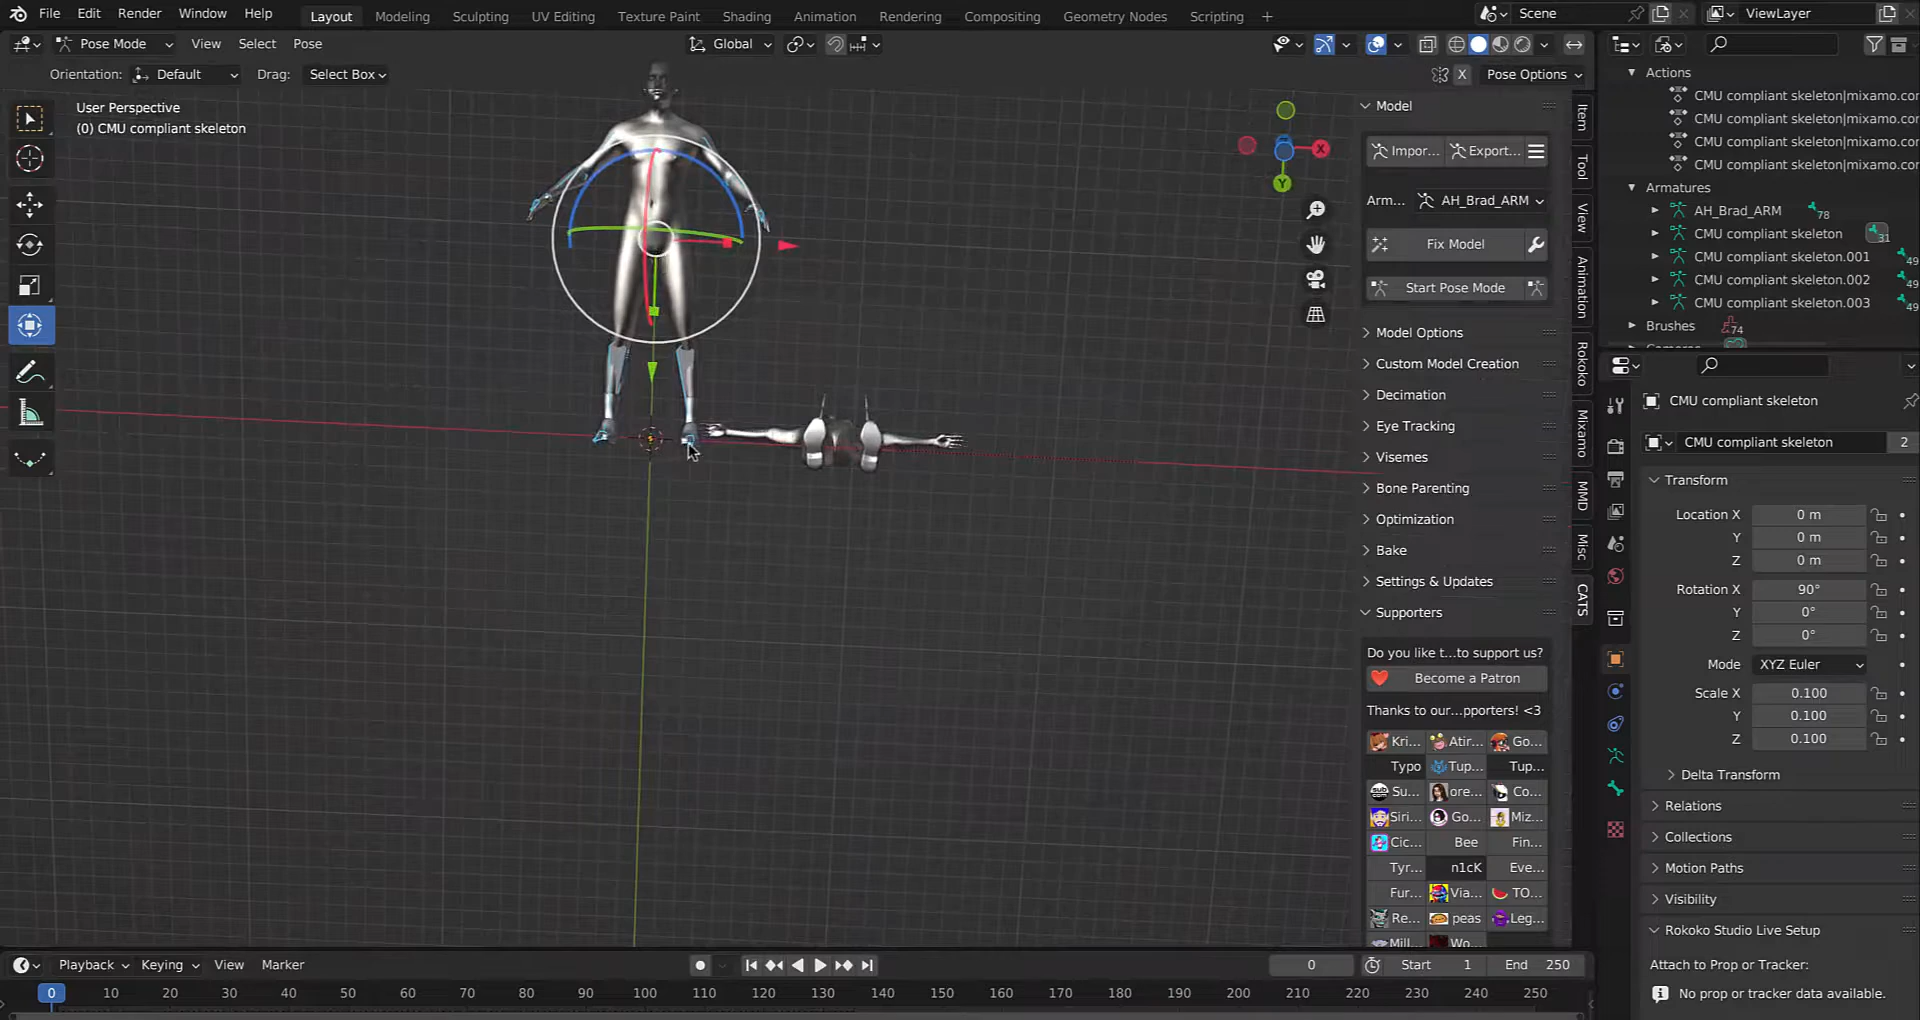 File Edit Render Window Help Layout Modeling Sculpting UV Editing Texture Paint Shading Animation Rendering Compositing Geometry Nodes Scripting + Scene ViewLayer
Pose Mode View Select Pose Global
Orientation: Default Drag: Select Box X Pose Options
User Perspective
(0) CMU compliant skeleton
X
Y
Model
Impor... Export...
Arm... AH_Brad_ARM
Fix Model
Start Pose Mode
Model Options
Custom Model Creation
Decimation
Eye Tracking
Visemes
Bone Parenting
Optimization
Bake
Settings & Updates
Supporters
Do you like t...to support us?
Become a Patron
Thanks to our...pporters! <3
Kri... Atir... Go...
Typo Tup... Tup...
Su... ore... Co...
Siri... Go... Miz...
Cic... Bee Fin...
Tyr... n1cK Eve...
Fur... Via... TO...
Re... peas Leg...
Mill... Wo...
Item
Tool
View
Animation
Rokoko
Mixamo
MMD
Misc
CATS
Actions
CMU compliant skeleton|mixamo.cor
CMU compliant skeleton|mixamo.cor
CMU compliant skeleton|mixamo.cor
CMU compliant skeleton|mixamo.cor
Armatures
AH_Brad_ARM 78
CMU compliant skeleton 31
CMU compliant skeleton.001 49
CMU compliant skeleton.002 49
CMU compliant skeleton.003 49
Brushes 74
CMU compliant skeleton
CMU compliant skeleton 2
Transform
Location X 0 m
Y 0 m
Z 0 m
Rotation X 90°
Y 0°
Z 0°
Mode XYZ Euler
Scale X 0.100
Y 0.100
Z 0.100
Delta Transform
Relations
Collections
Motion Paths
Visibility
Rokoko Studio Live Setup
Attach to Prop or Tracker:
No prop or tracker data available.
Playback Keying View Marker 0 Start 1 End 250
0 10 20 30 40 50 60 70 80 90 100 110 120 130 140 150 160 170 180 190 200 210 220 230 240 250